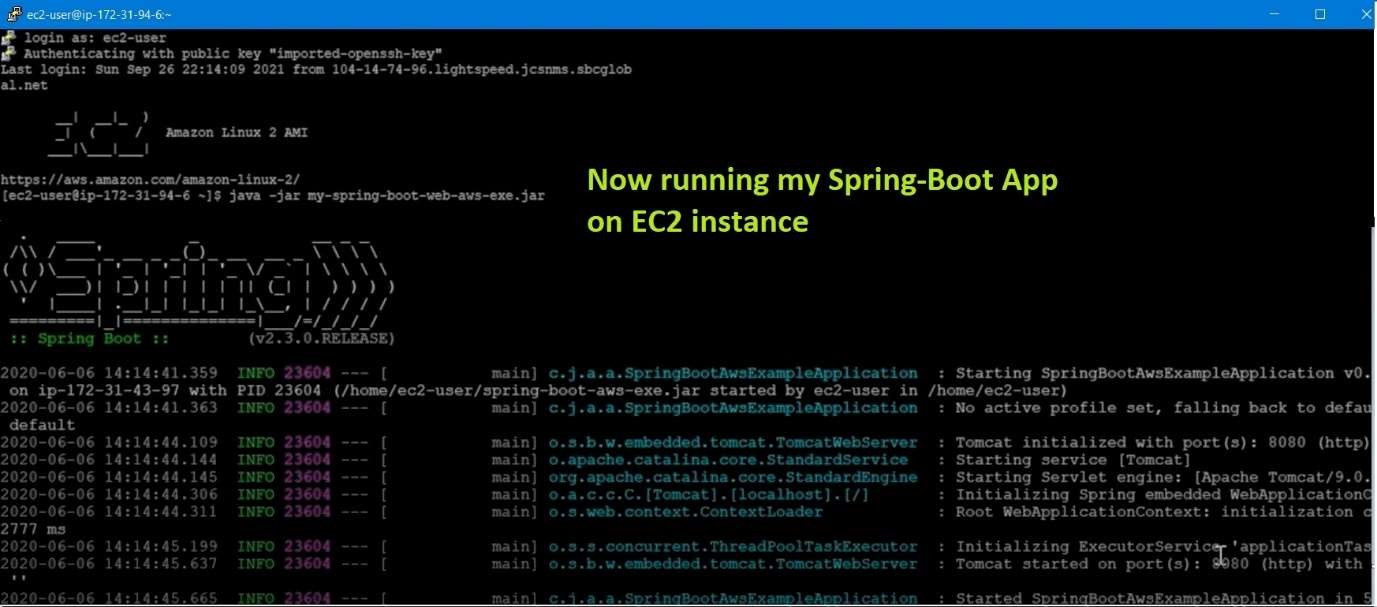 ec2-user@ip-172-31-94-6:~
login as: ec2-user
Authenticating with public key "imported-openssh-key"
Last login: Sun Sep 26 22:14:09 2021 from 104-14-74-96.lightspeed.jcsnms.sbcglob
al.net
Amazon Linux 2 AMI
https://aws.amazon.com/amazon-linux-2/
[ec2-user@ip-172-31-94-6 ~]$ java -jar my-spring-boot-web-aws-exe.jar
Now running my Spring-Boot App
on EC2 instance
Spring
:: Spring Boot ::        (v2.3.0.RELEASE)
2020-06-06 14:14:41.359  INFO 23604 --- [           main] c.j.a.a.SpringBootAwsExampleApplication  : Starting SpringBootAwsExampleApplication v0.
on ip-172-31-43-97 with PID 23604 (/home/ec2-user/spring-boot-aws-exe.jar started by ec2-user in /home/ec2-user)
2020-06-06 14:14:41.363  INFO 23604 --- [           main] c.j.a.a.SpringBootAwsExampleApplication  : No active profile set, falling back to defau
default
2020-06-06 14:14:44.109  INFO 23604 --- [           main] o.s.b.w.embedded.tomcat.TomcatWebServer  : Tomcat initialized with port(s): 8080 (http)
2020-06-06 14:14:44.144  INFO 23604 --- [           main] o.apache.catalina.core.StandardService   : Starting service [Tomcat]
2020-06-06 14:14:44.145  INFO 23604 --- [           main] org.apache.catalina.core.StandardEngine  : Starting Servlet engine: [Apache Tomcat/9.0.
2020-06-06 14:14:44.306  INFO 23604 --- [           main] o.a.c.c.C.[Tomcat].[localhost].[/]       : Initializing Spring embedded WebApplicationC
2020-06-06 14:14:44.311  INFO 23604 --- [           main] o.s.web.context.ContextLoader            : Root WebApplicationContext: initialization c
2777 ms
2020-06-06 14:14:45.199  INFO 23604 --- [           main] o.s.s.concurrent.ThreadPoolTaskExecutor  : Initializing ExecutorService 'applicationTas
2020-06-06 14:14:45.637  INFO 23604 --- [           main] o.s.b.w.embedded.tomcat.TomcatWebServer  : Tomcat started on port(s): 8080 (http) with
''
2020-06-06 14:14:45.665  INFO 23604 --- [           main] c.j.a.a.SpringBootAwsExampleApplication  : Started SpringBootAwsExampleApplication in 5